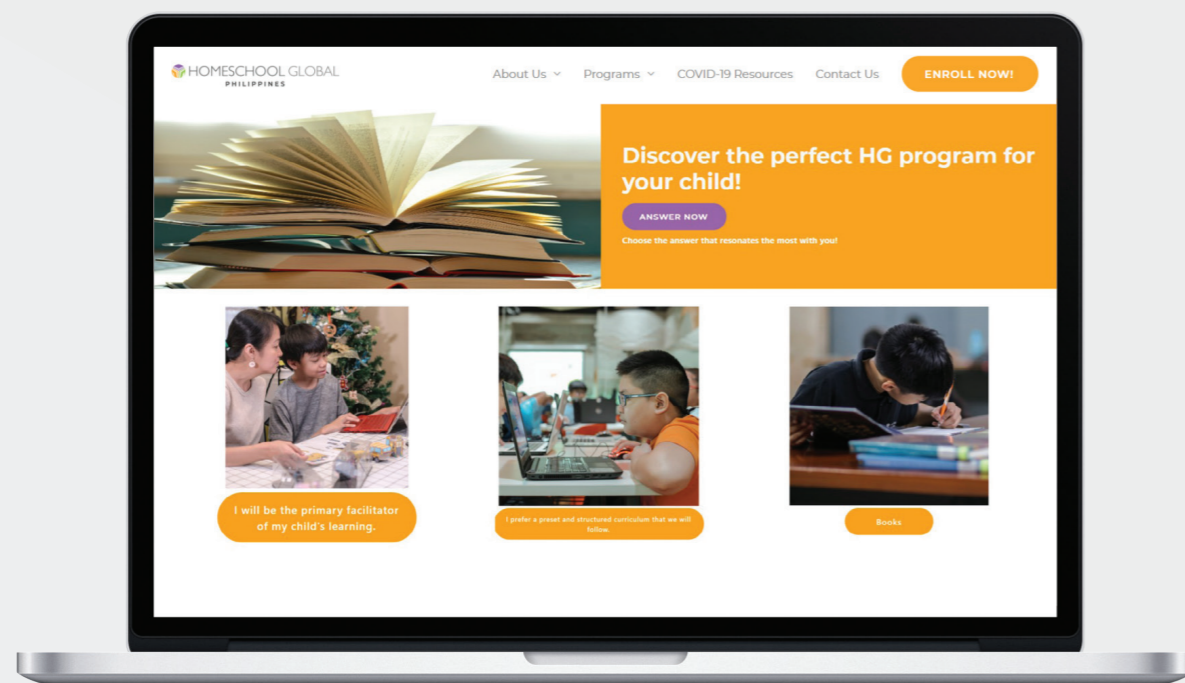 HOMESCHOOL GLOBAL
PHILIPPINES
About Us
Programs
COVID-19 Resources
Contact Us
ENROLL NOW!
Discover the perfect HG program for
your child!
ANSWER NOW
Choose the answer that resonates the most with you!
I will be the primary facilitator
of my child's learning.
I prefer a preset and structured curriculum that we will
follow.
Books